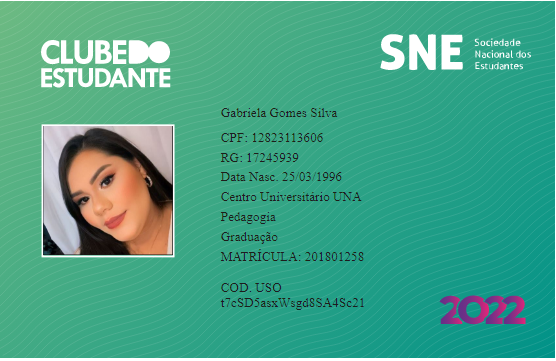 CLUBEDO
ESTUDANTE
SNE
Sociedade
Nacional dos
Estudantes
Gabriela Gomes Silva
CPF: 12823113606
RG: 17245939
Data Nasc. 25/03/1996
Centro Universitário UNA
Pedagogia
Graduação
MATRÍCULA: 201801258
COD. USO
t7cSD5asxWsgd8SA4Sc21
2022